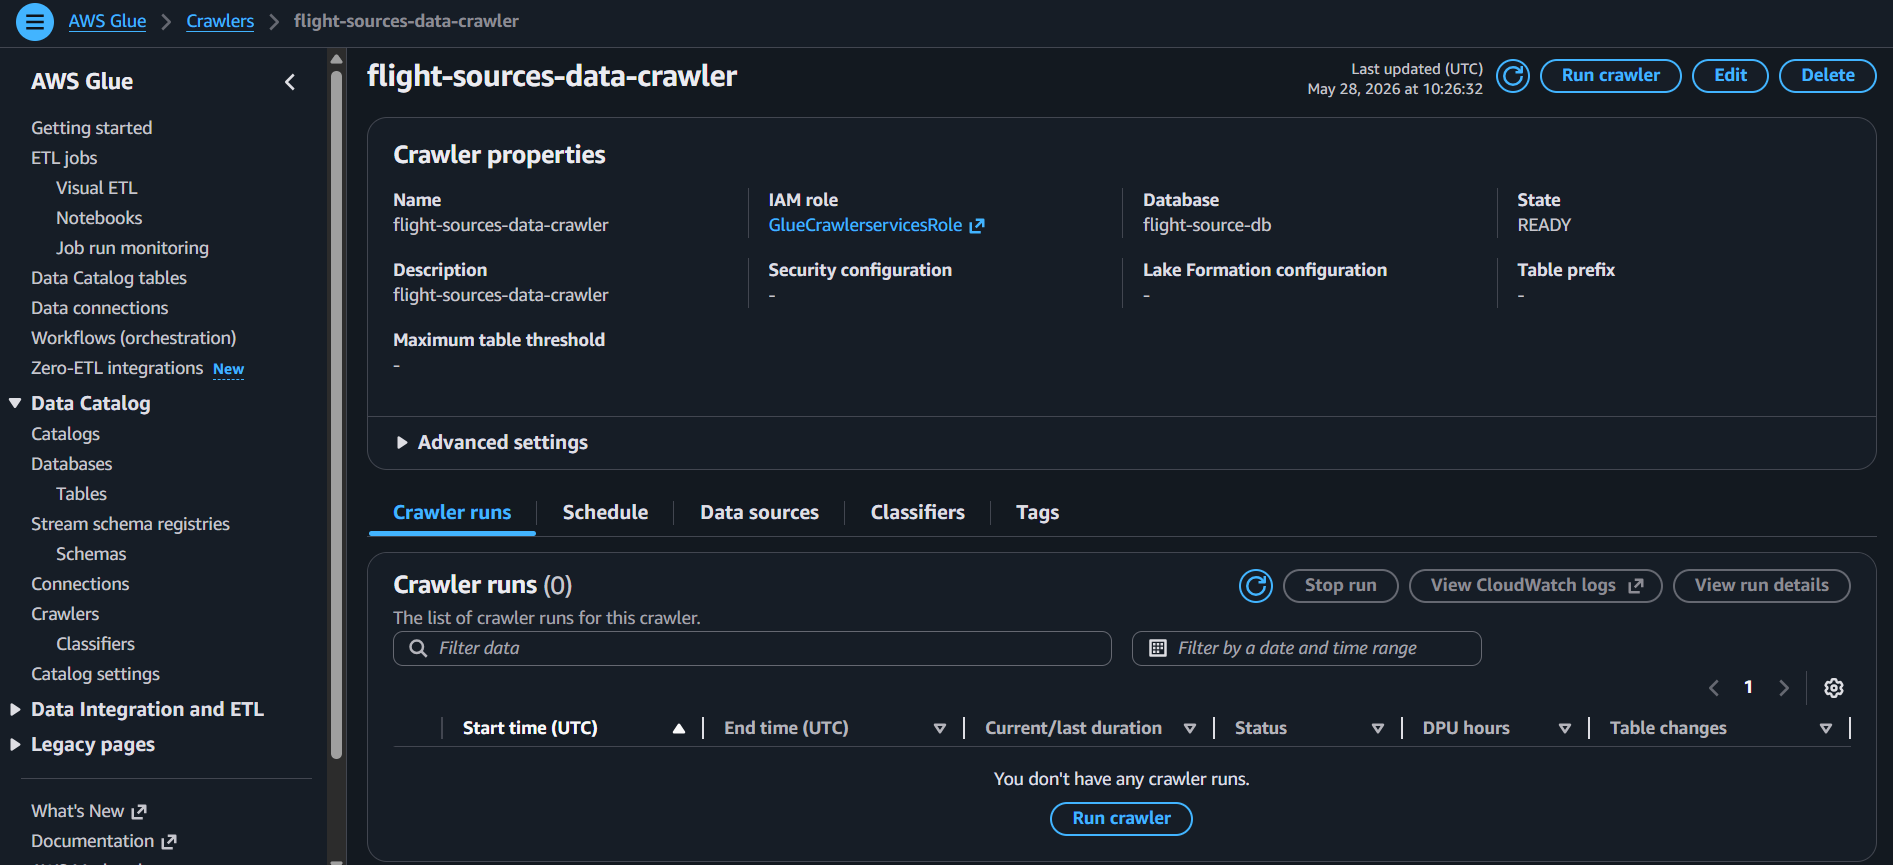 AWS Glue > Crawlers > flight-sources-data-crawler
AWS Glue
Getting started
ETL jobs
Visual ETL
Notebooks
Job run monitoring
Data Catalog tables
Data connections
Workflows (orchestration)
Zero-ETL integrations New
Data Catalog
Catalogs
Databases
Tables
Stream schema registries
Schemas
Connections
Crawlers
Classifiers
Catalog settings
Data Integration and ETL
Legacy pages
What's New
Documentation
flight-sources-data-crawler
Last updated (UTC)
May 28, 2026 at 10:26:32
Run crawler
Edit
Delete
Crawler properties
Name
flight-sources-data-crawler
IAM role
GlueCrawlerservicesRole
Database
flight-source-db
State
READY
Description
flight-sources-data-crawler
Security configuration
-
Lake Formation configuration
-
Table prefix
-
Maximum table threshold
-
Advanced settings
Crawler runs
Schedule
Data sources
Classifiers
Tags
Crawler runs (0)
The list of crawler runs for this crawler.
Stop run
View CloudWatch logs
View run details
Filter data
Filter by a date and time range
1
Start time (UTC)
End time (UTC)
Current/last duration
Status
DPU hours
Table changes
You don't have any crawler runs.
Run crawler